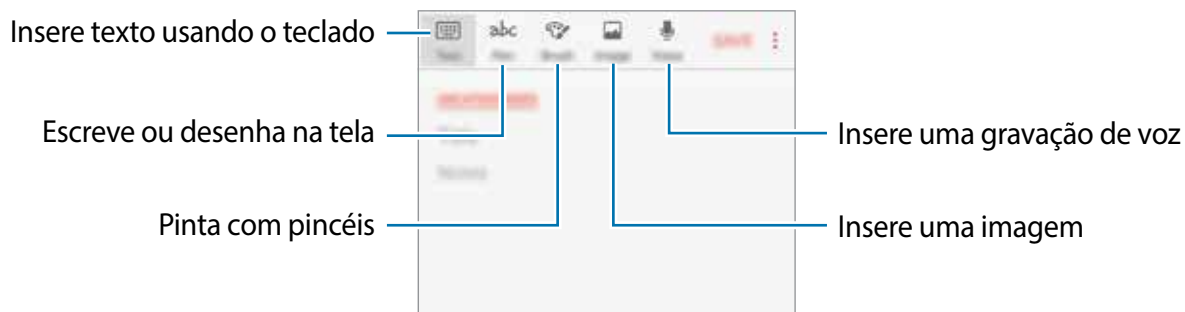 Insere texto usando o teclado
abc
Escreve ou desenha na tela
Insere uma gravação de voz
Pinta com pincéis
Insere uma imagem